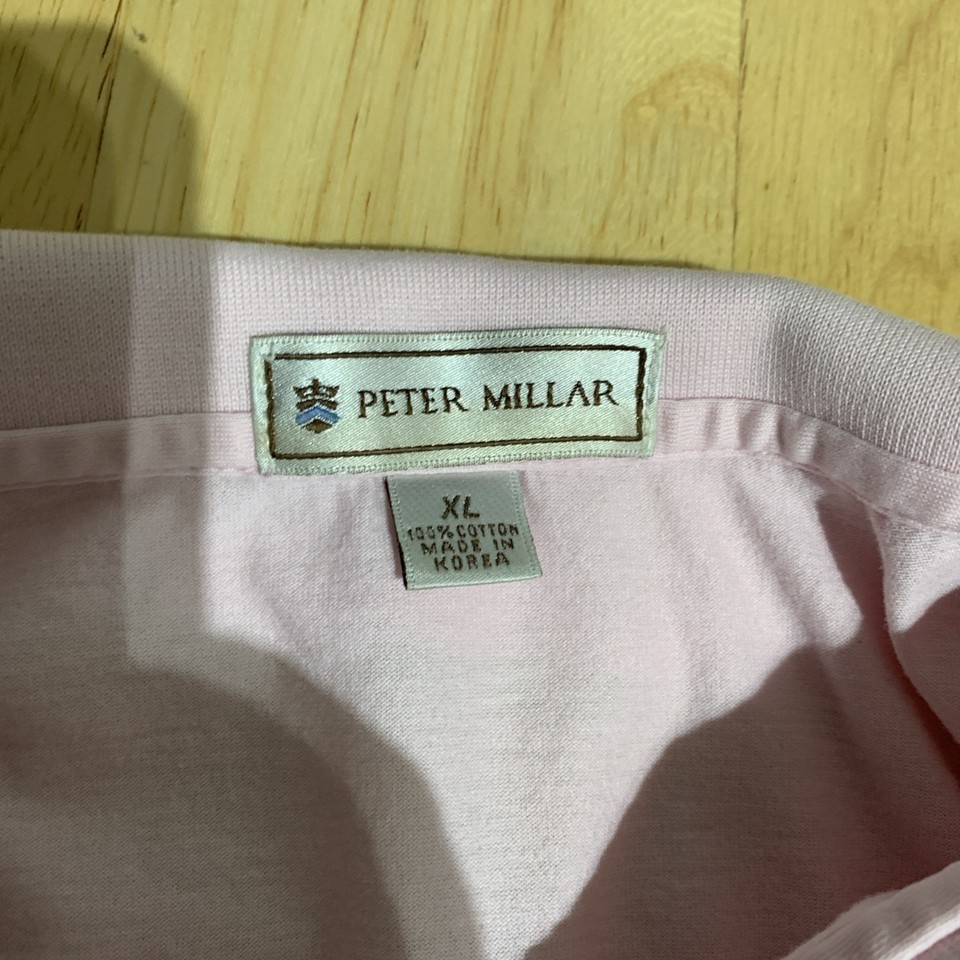 PETER MILLAR
XL
100% COTTON
MADE IN
KOREA